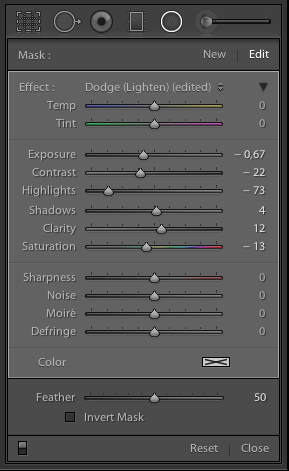 Mask : New Edit
Effect : Dodge (Lighten) (edited)
Temp 0
Tint 0
Exposure − 0,67
Contrast − 22
Highlights − 73
Shadows 4
Clarity 12
Saturation − 13
Sharpness 0
Noise 0
Moiré 0
Defringe 0
Color
Feather 50
Invert Mask
Reset Close